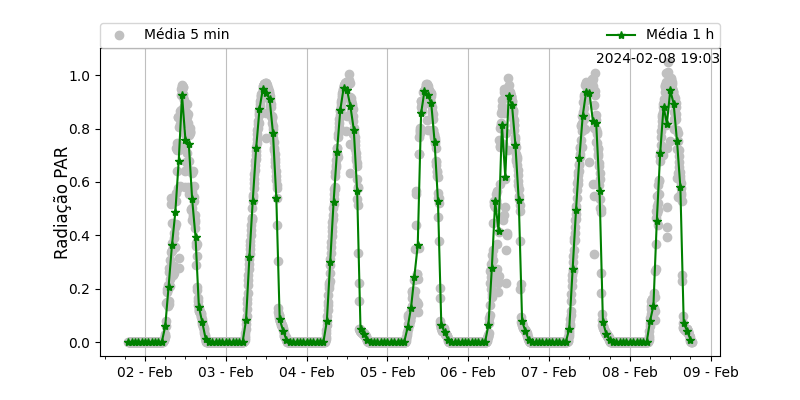 Média 5 min
Média 1 h
2024-02-08 19:03
Radiação PAR
1.0
0.8
0.6
0.4
0.2
0.0
02 - Feb
03 - Feb
04 - Feb
05 - Feb
06 - Feb
07 - Feb
08 - Feb
09 - Feb